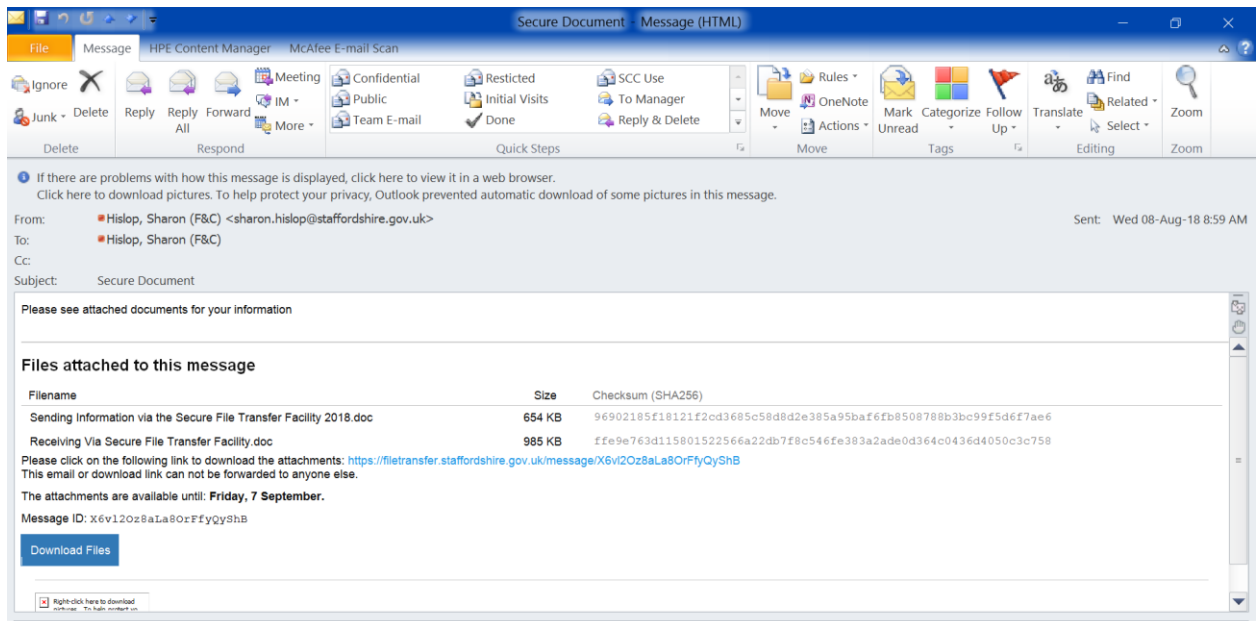 Secure Document - Message (HTML)
File Message HPE Content Manager McAfee E-mail Scan
Ignore
Junk
Delete
Reply
Reply All
Forward
Meeting
IM
More
Confidential Resticted SCC Use
Public Initial Visits To Manager
Team E-mail Done Reply & Delete
Move
Rules
OneNote
Actions
Mark Unread
Categorize
Follow Up
Translate
Find
Related
Select
Zoom
Delete Respond Quick Steps Move Tags Editing Zoom
If there are problems with how this message is displayed, click here to view it in a web browser.
Click here to download pictures. To help protect your privacy, Outlook prevented automatic download of some pictures in this message.
From: Hislop, Sharon (F&C) <sharon.hislop@staffordshire.gov.uk> Sent: Wed 08-Aug-18 8:59 AM
To: Hislop, Sharon (F&C)
Cc:
Subject: Secure Document
Please see attached documents for your information
Files attached to this message
Filename Size Checksum (SHA256)
Sending Information via the Secure File Transfer Facility 2018.doc 654 KB 96902185f18121f2cd3685c58d8d2e385a95baf6fb8508788b3bc99f5d6f7ae6
Receiving Via Secure File Transfer Facility.doc 985 KB ffe9e763d115801522566a22db7f8c546fe383a2ade0d364c0436d4050c3c758
Please click on the following link to download the attachments: https://filetransfer.staffordshire.gov.uk/message/X6vl2Oz8aLa8OrFfyQyShB
This email or download link can not be forwarded to anyone else.
The attachments are available until: Friday, 7 September.
Message ID: X6vl2Oz8aLa8OrFfyQyShB
Download Files
Right-click here to download
pictures. To help protect yo